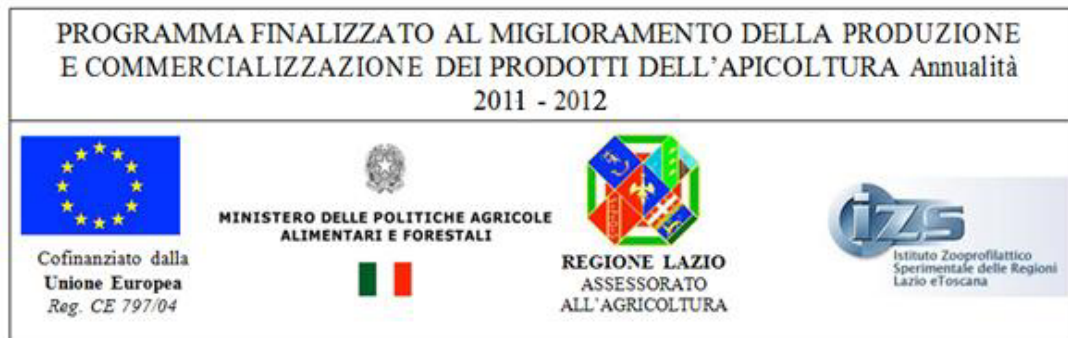 PROGRAMMA FINALIZZATO AL MIGLIORAMENTO DELLA PRODUZIONE
E COMMERCIALIZZAZIONE DEI PRODOTTI DELL'APICOLTURA Annualità
2011 - 2012
Cofinanziato dalla
Unione Europea
Reg. CE 797/04
MINISTERO DELLE POLITICHE AGRICOLE
ALIMENTARI E FORESTALI
REGIONE LAZIO
ASSESSORATO
ALL'AGRICOLTURA
izs
Istituto Zooprofilattico
Sperimentale delle Regioni
Lazio eToscana